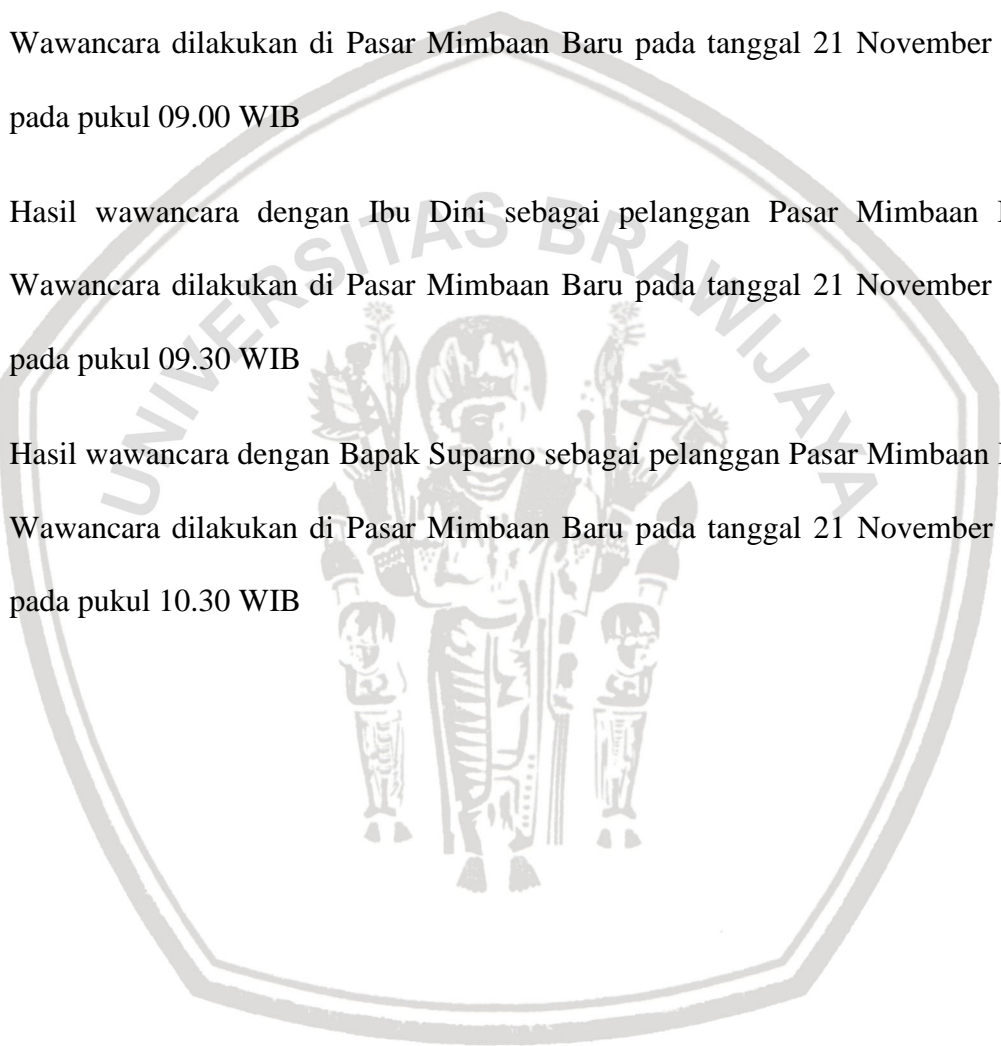 Wawancara dilakukan di Pasar Mimbaan Baru pada tanggal 21 November
pada pukul 09.00 WIB
Hasil wawancara dengan Ibu Dini sebagai pelanggan Pasar Mimbaan
Wawancara dilakukan di Pasar Mimbaan Baru pada tanggal 21 November
pada pukul 09.30 WIB
Hasil wawancara dengan Bapak Suparno sebagai pelanggan Pasar Mimbaan
Wawancara dilakukan di Pasar Mimbaan Baru pada tanggal 21 November
pada pukul 10.30 WIB
UNIVERSITAS BRAWIJAYA